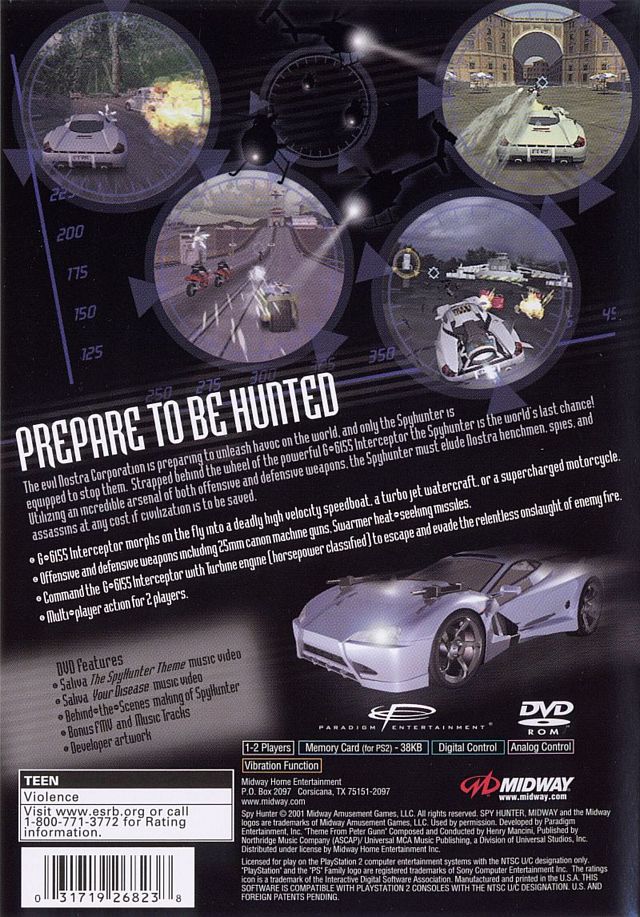 225
200
175
150
125
250 275 300 325 350
45
PREPARE TO BE HUNTED
The evil Nostra Corporation is preparing to unleash havoc on the world, and only the Spyhunter is
equipped to stop them. Strapped behind the wheel of the powerful G-6155 Interceptor the Spyhunter is the world's last chance!
Utilizing an incredible arsenal of both offensive and defensive weapons, the Spyhunter must elude Nostra henchmen, spies, and
assassins at any cost if civilization is to be saved.
• G-6155 Interceptor morphs on the fly into a deadly high velocity speedboat, a turbo jet watercraft, or a supercharged motorcycle.
• Offensive and defensive weapons including 25mm canon machine guns, Swarmer heat-seeking missiles.
• Command the G-6155 Interceptor with Turbine engine (horsepower classified) to escape and evade the relentless onslaught of enemy fire.
• Multi-player action for 2 players.
DVD Features
• Saliva The SpyHunter Theme music video
• Saliva Your Disease music video
• Behind-the-Scenes making of SpyHunter
• Bonus FMV and Music Tracks
• Developer artwork
PARADIGM ENTERTAINMENT®
DVD
ROM
1-2 Players
Memory Card (for PS2) - 38KB
Digital Control
Analog Control
Vibration Function
Midway Home Entertainment
P.O. Box 2097 Corsicana, TX 75151-2097
www.midway.com
MIDWAY
www.midway.com
TEEN
Violence
Visit www.esrb.org or call
1-800-771-3772 for Rating
information.
Spy Hunter © 2001 Midway Amusement Games, LLC. All rights reserved. SPY HUNTER, MIDWAY and the Midway
logos are trademarks of Midway Amusement Games, LLC. Used by permission. Developed by Paradigm
Entertainment, Inc. "Theme From Peter Gunn" Composed and Conducted by Henry Mancini, Published by
Northridge Music Company (ASCAP)/ Universal MCA Music Publishing, a Division of Universal Studios, Inc.
Distributed under license by Midway Home Entertainment Inc.
Licensed for play on the PlayStation 2 computer entertainment systems with the NTSC U/C designation only.
"PlayStation" and the "PS" Family logo are registered trademarks of Sony Computer Entertainment Inc. The ratings
icon is a trademark of the Interactive Digital Software Association. Manufactured and printed in the U.S.A. THIS
SOFTWARE IS COMPATIBLE WITH PLAYSTATION 2 CONSOLES WITH THE NTSC U/C DESIGNATION. U.S. AND
FOREIGN PATENTS PENDING.
0 31719 26823 8